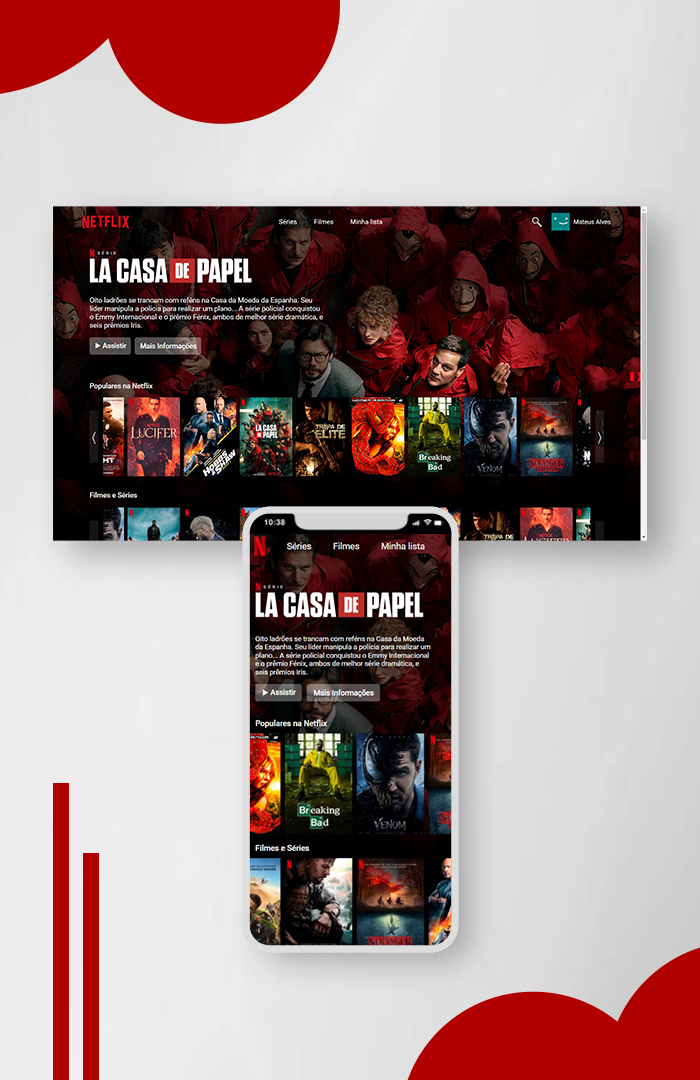 NETFLIX
Séries Filmes Minha lista
Mateus Alves
SÉRIE
LA CASA DE PAPEL
Oito ladrões se trancam com reféns na Casa da Moeda da Espanha. Seu
líder manipula a polícia para realizar um plano... A série policial conquistou
o Emmy Internacional e o prêmio Fénix, ambos de melhor série dramática, e
seis prêmios Iris.
Assistir Mais Informações
Populares na Netflix
LUCIFER
HOBBS
& SHAW
LA CASA
DE PAPEL
TROPA DE
ELITE
Breaking
Bad
VENOM
STRANGER
THINGS
Filmes e Séries
10:38
Séries Filmes Minha lista
SÉRIE
LA CASA DE PAPEL
Oito ladrões se trancam com reféns na Casa da Moeda
da Espanha. Seu líder manipula a polícia para realizar um
plano... A série policial conquistou o Emmy Internacional
e o prêmio Fénix, ambos de melhor série dramática, e
seis prêmios Iris.
Assistir Mais Informações
Populares na Netflix
Breaking
Bad
VENOM
Filmes e Séries
STRANGER